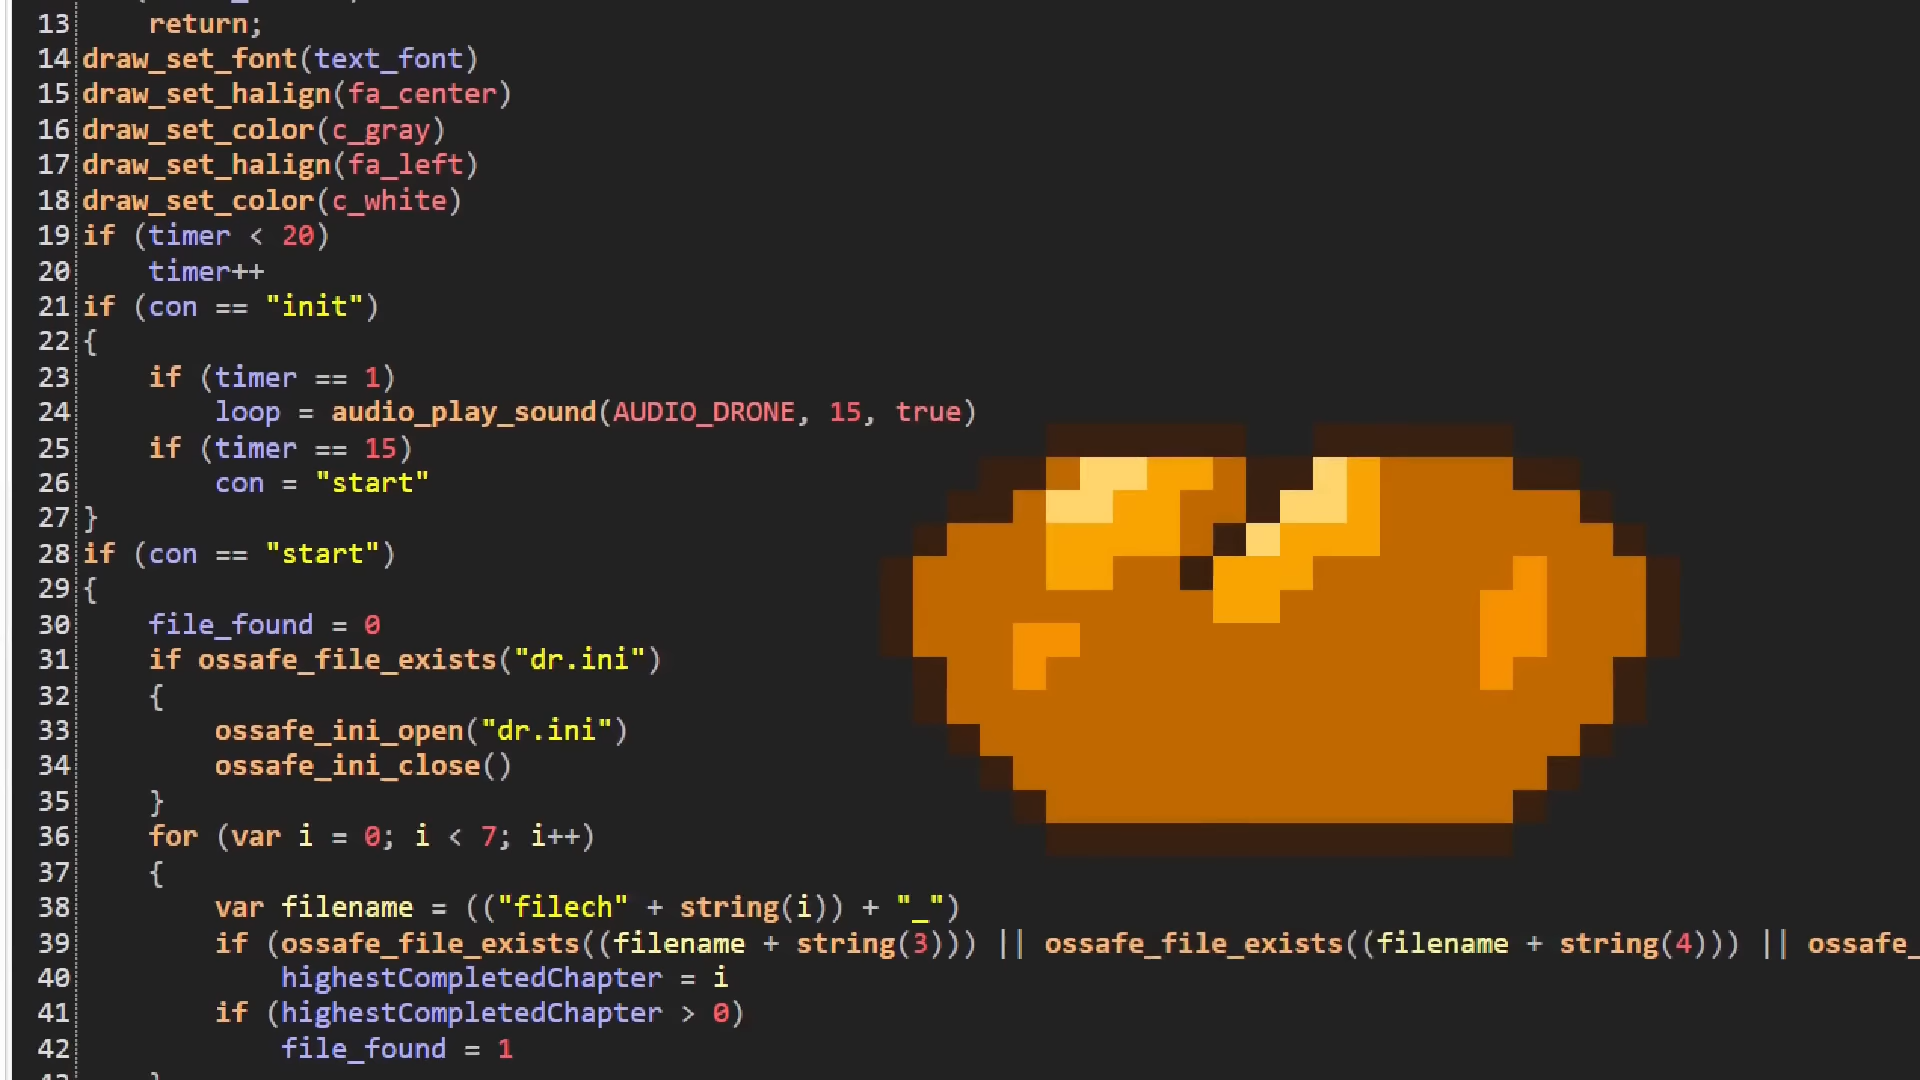 13 return;
14 draw_set_font(text_font)
15 draw_set_halign(fa_center)
16 draw_set_color(c_gray)
17 draw_set_halign(fa_left)
18 draw_set_color(c_white)
19 if (timer < 20)
20 timer++
21 if (con == "init")
22 {
23 if (timer == 1)
24 loop = audio_play_sound(AUDIO_DRONE, 15, true)
25 if (timer == 15)
26 con = "start"
27 }
28 if (con == "start")
29 {
30 file_found = 0
31 if ossafe_file_exists("dr.ini")
32 {
33 ossafe_ini_open("dr.ini")
34 ossafe_ini_close()
35 }
36 for (var i = 0; i < 7; i++)
37 {
38 var filename = (("filech" + string(i)) + "_")
39 if (ossafe_file_exists((filename + string(3))) || ossafe_file_exists((filename + string(4))) || ossafe_
40 highestCompletedChapter = i
41 if (highestCompletedChapter > 0)
42 file_found = 1